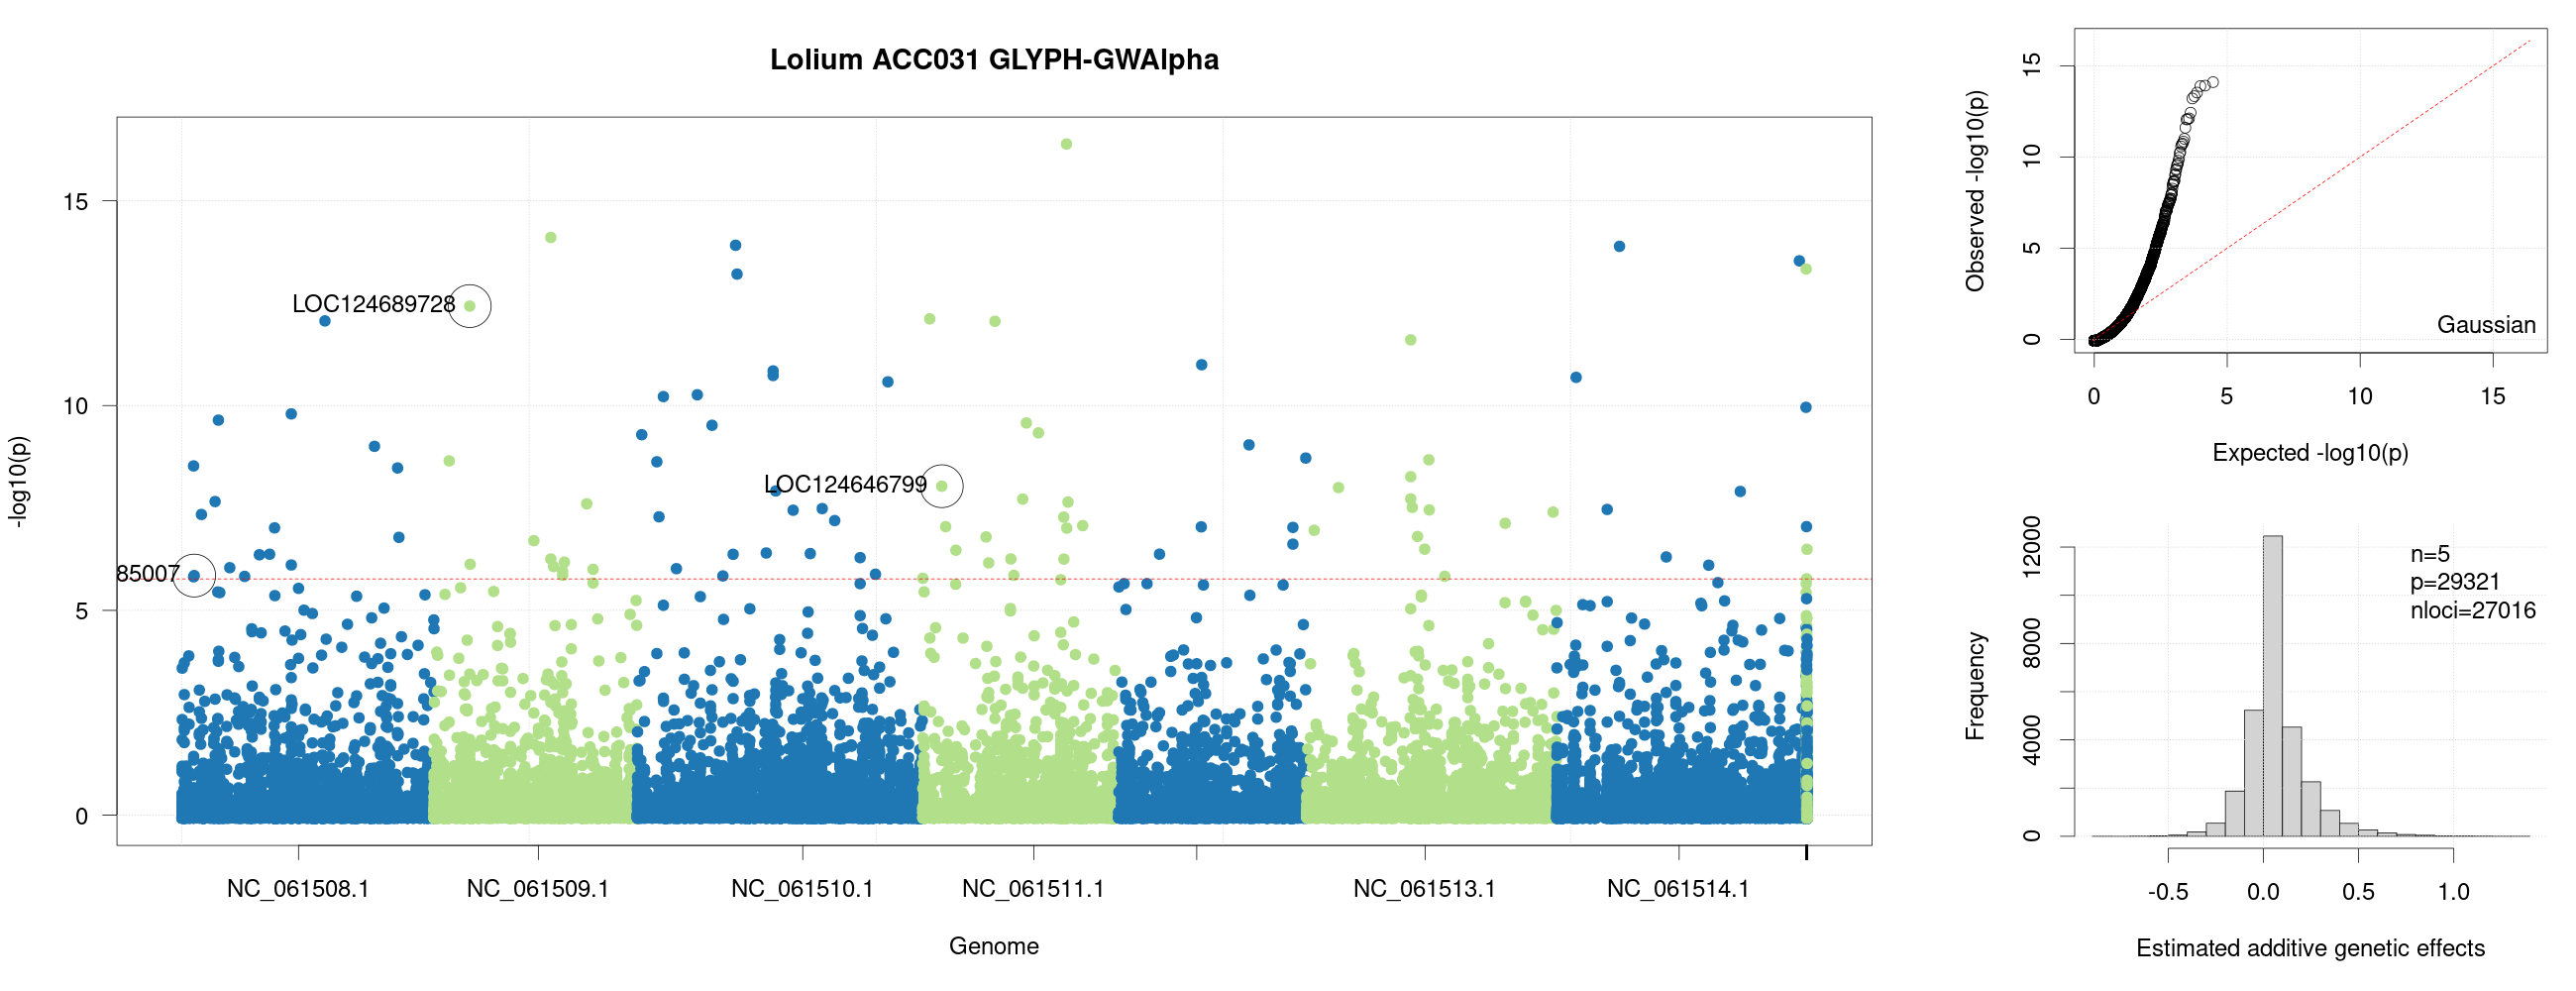 Lolium ACC031 GLYPH-GWAlpha
-log10(p)
15
10
5
0
LOC124689728
LOC124646799
85007
NC_061508.1
NC_061509.1
NC_061510.1
NC_061511.1
NC_061513.1
NC_061514.1
Genome
Observed -log10(p)
15
10
5
0
Gaussian
0
5
10
15
Expected -log10(p)
Frequency
12000
8000
4000
0
n=5
p=29321
nloci=27016
-0.5
0.0
0.5
1.0
Estimated additive genetic effects